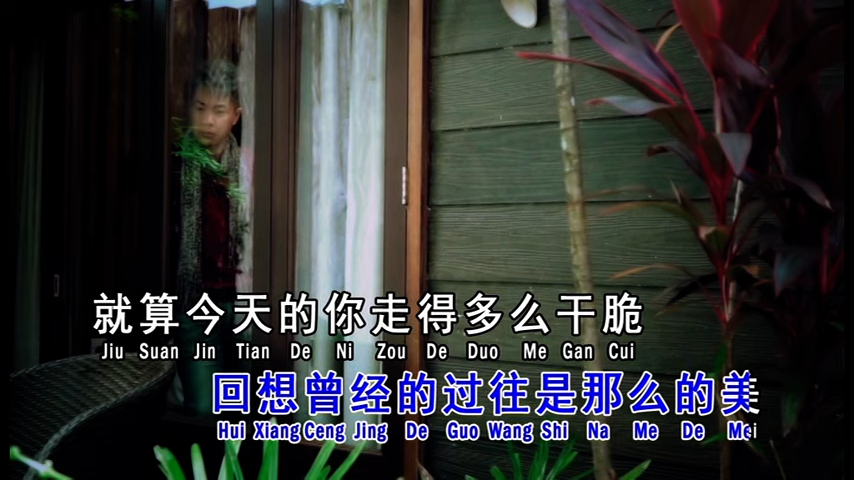 就算今天的你走得多么干脆
Jiu Suan Jin Tian De Ni Zou De Duo Me Gan Cui
回想曾经的过往是那么的美
Hui Xiang Ceng Jing De Guo Wang Shi Na Me De Mei